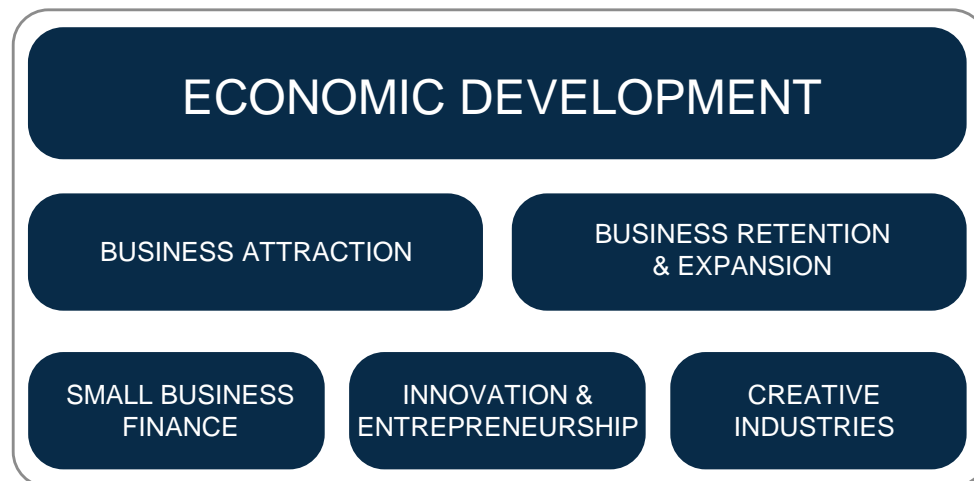 ECONOMIC DEVELOPMENT
BUSINESS ATTRACTION
BUSINESS RETENTION
& EXPANSION
SMALL BUSINESS
FINANCE
INNOVATION &
ENTREPRENEURSHIP
CREATIVE
INDUSTRIES